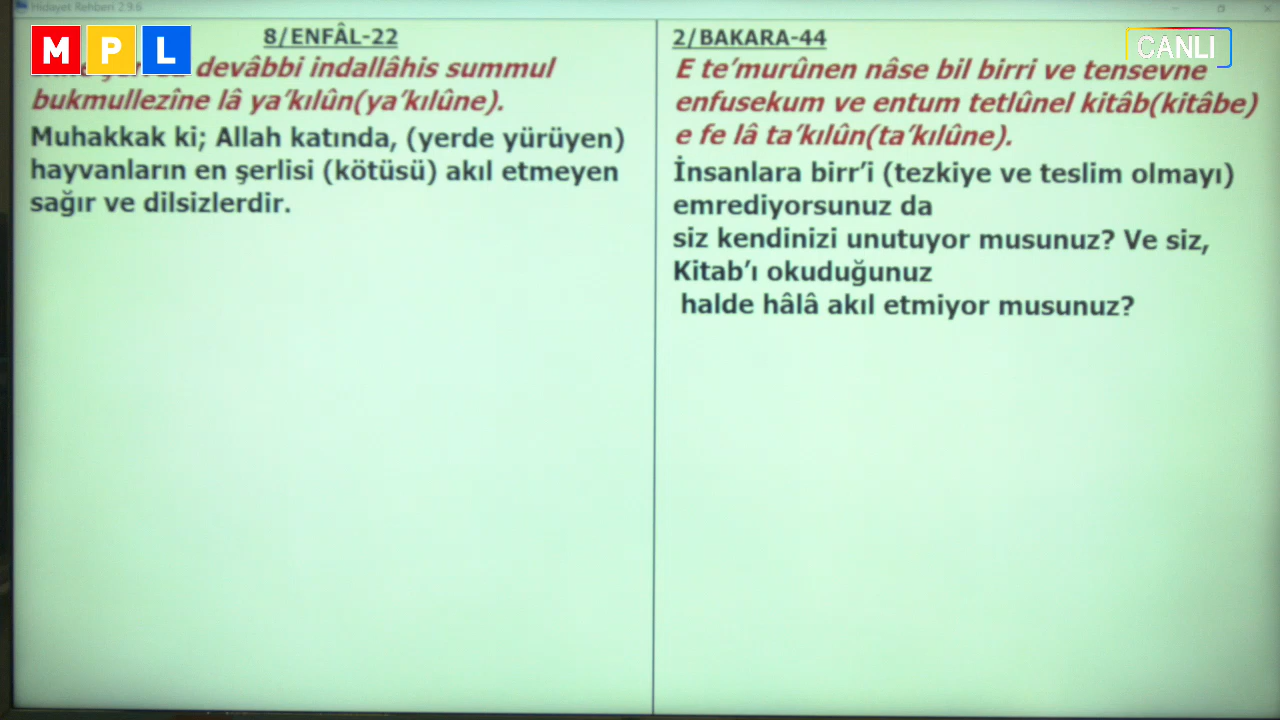 Hidayet Rehberi 2.9.6
MPL
CANLI
8/ENFÂL-22
devâbbi indallâhis summul
bukmullezîne lâ ya’kılûn(ya’kılûne).
Muhakkak ki; Allah katında, (yerde yürüyen)
hayvanların en şerlisi (kötüsü) akıl etmeyen
sağır ve dilsizlerdir.
2/BAKARA-44
E te’murûnen nâse bil birri ve tensevne
enfusekum ve entum tetlûnel kitâb(kitâbe)
e fe lâ ta’kılûn(ta’kılûne).
İnsanlara birr’i (tezkiye ve teslim olmayı)
emrediyorsunuz da
siz kendinizi unutuyor musunuz? Ve siz,
Kitab’ı okuduğunuz
halde hâlâ akıl etmiyor musunuz?